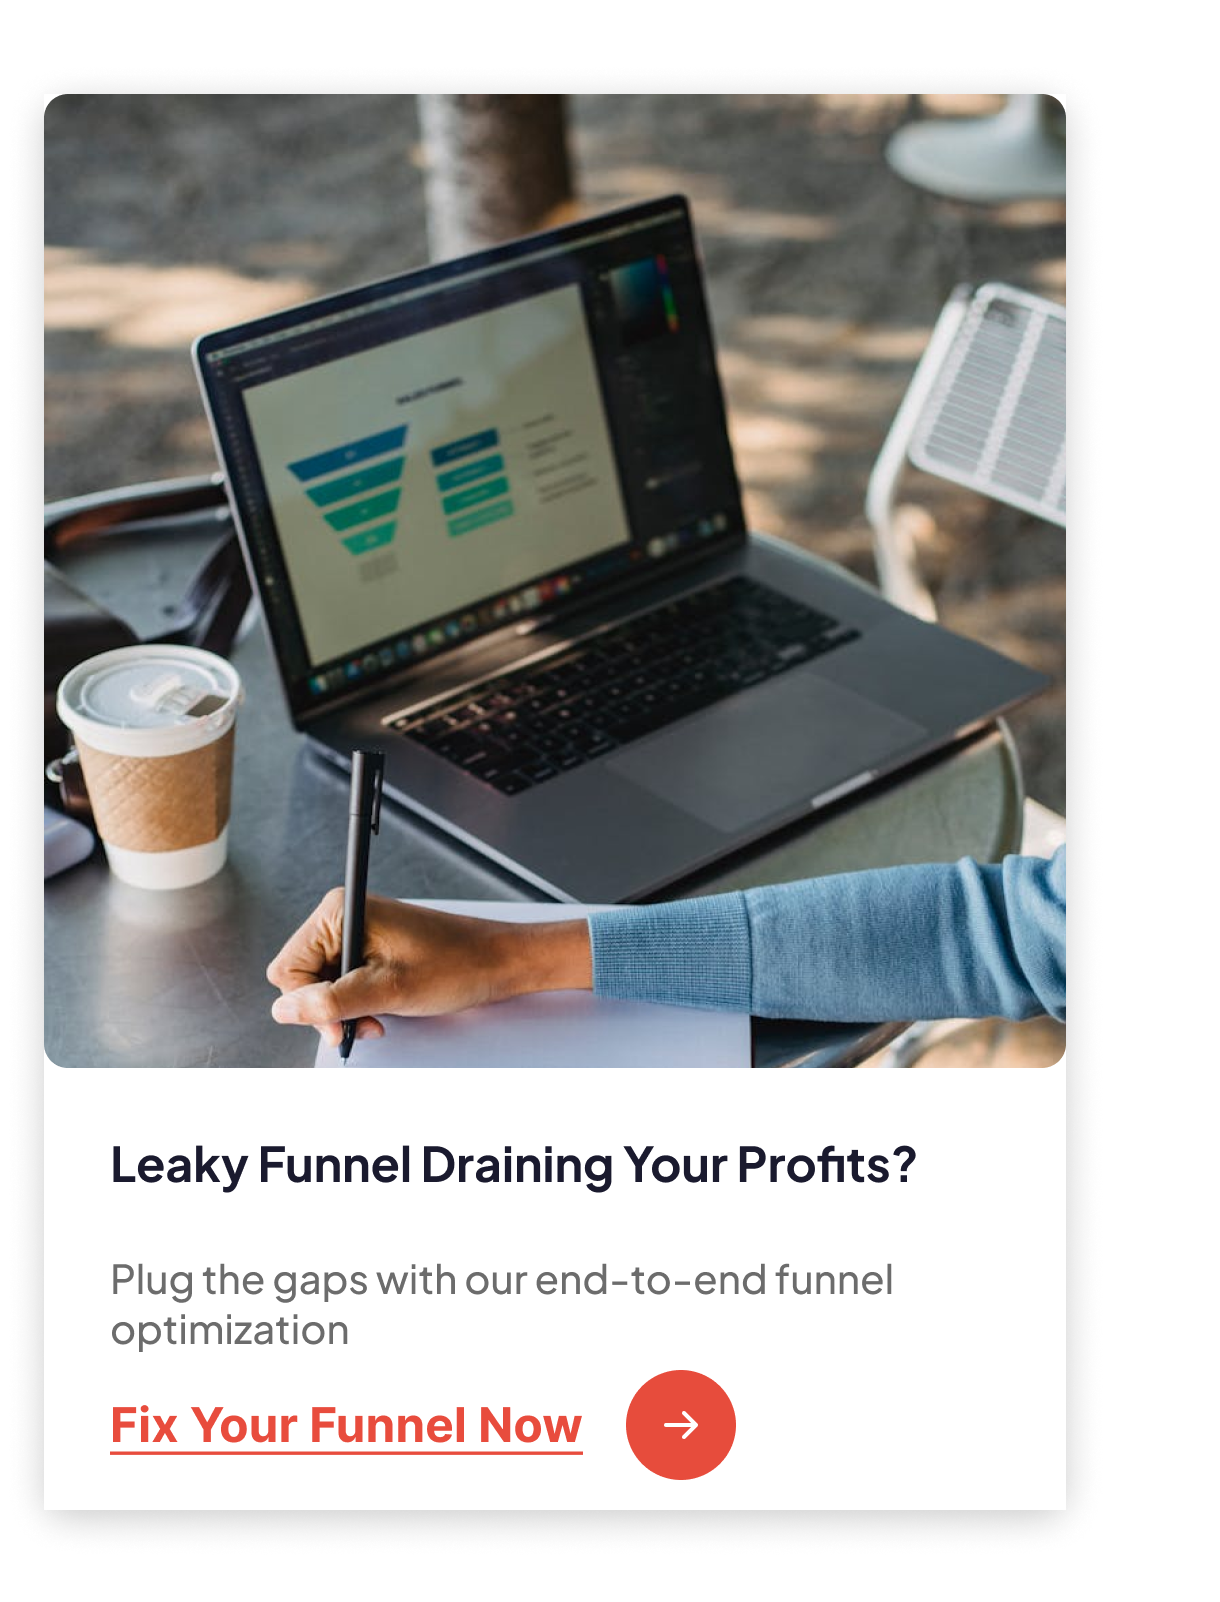 Leaky Funnel Draining Your Profits?
Plug the gaps with our end-to-end funnel
optimization
Fix Your Funnel Now